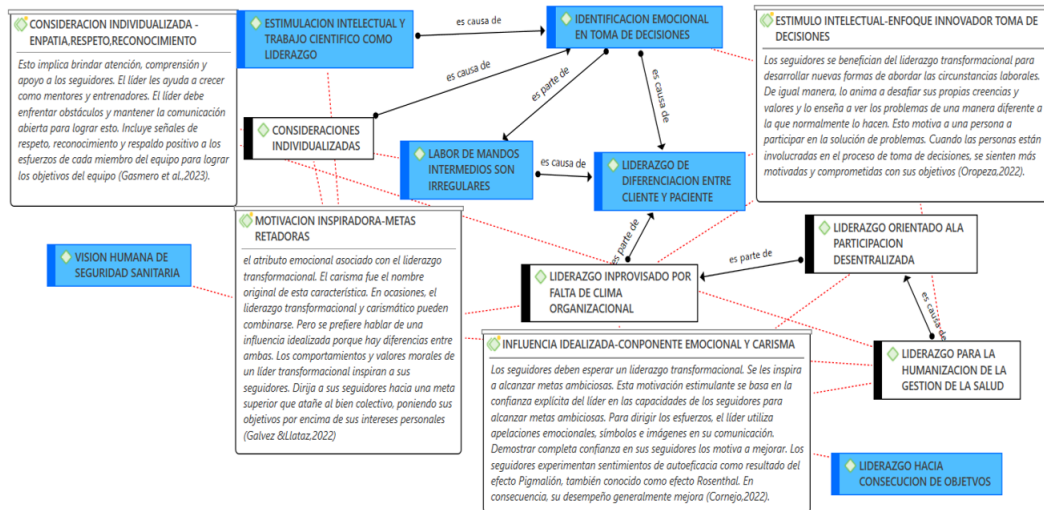 CONSIDERACION INDIVIDUALIZADA -
ENPATIA,RESPETO,RECONOCIMIENTO
Esto implica brindar atención, comprensión y
apoyo a los seguidores. El líder les ayuda a crecer
como mentores y entrenadores. El líder debe
enfrentar obstáculos y mantener la comunicación
abierta para lograr esto. Incluye señales de
respeto, reconocimiento y respaldo positivo a los
esfuerzos de cada miembro del equipo para lograr
los objetivos del equipo (Gasmero et al.,2023).
ESTIMULACION INTELECTUAL Y
TRABAJO CIENTIFICO COMO
LIDERAZGO
es causa de
IDENTIFICACION EMOCIONAL
EN TOMA DE DECISIONES
ESTIMULO INTELECTUAL-ENFOQUE INNOVADOR TOMA DE
DECISIONES
Los seguidores se benefician del liderazgo transformacional para
desarrollar nuevas formas de abordar las circunstancias laborales.
De igual manera, lo anima a desafiar sus propias creencias y
valores y lo enseña a ver los problemas de una manera diferente a
la que normalmente lo hacen. Esto motiva a una persona a
participar en la solución de problemas. Cuando las personas están
involucradas en el proceso de toma de decisiones, se sienten más
motivadas y comprometidas con sus objetivos (Oropeza,2022).
es causa de
es parte de
es causa de
CONSIDERACIONES
INDIVIDUALIZADAS
LABOR DE MANDOS
INTERMEDIOS SON
IRREGULARES
es causa de
LIDERAZGO DE
DIFERENCIACION ENTRE
CLIENTE Y PACIENTE
MOTIVACION INSPIRADORA-METAS
RETADORAS
el atributo emocional asociado con el liderazgo
transformacional. El carisma fue el nombre
original de esta característica. En ocasiones, el
liderazgo transformacional y carismático pueden
combinarse. Pero se prefiere hablar de una
influencia idealizada porque hay diferencias entre
ambas. Los comportamientos y valores morales de
un líder transformacional inspiran a sus
seguidores. Dirija a sus seguidores hacia una meta
superior que atañe al bien colectivo, poniendo sus
objetivos por encima de sus intereses personales
(Galvez &Llataz,2022)
VISION HUMANA DE
SEGURIDAD SANITARIA
es parte de
LIDERAZGO INPROVISADO POR
FALTA DE CLIMA
ORGANIZACIONAL
es parte de
LIDERAZGO ORIENTADO ALA
PARTICIPACION
DESENTRALIZADA
es causa de
LIDERAZGO PARA LA
HUMANIZACION DE LA
GESTION DE LA SALUD
INFLUENCIA IDEALIZADA-CONPONENTE EMOCIONAL Y CARISMA
Los seguidores deben esperar un liderazgo transformacional. Se les inspira
a alcanzar metas ambiciosas. Esta motivación estimulante se basa en la
confianza explícita del líder en las capacidades de los seguidores para
alcanzar metas ambiciosas. Para dirigir los esfuerzos, el líder utiliza
apelaciones emocionales, símbolos e imágenes en su comunicación.
Demostrar completa confianza en sus seguidores los motiva a mejorar. Los
seguidores experimentan sentimientos de autoeficacia como resultado del
efecto Pigmalión, también conocido como efecto Rosenthal. En
consecuencia, su desempeño generalmente mejora (Cornejo,2022).
LIDERAZGO HACIA
CONSECUCION DE OBJETVOS